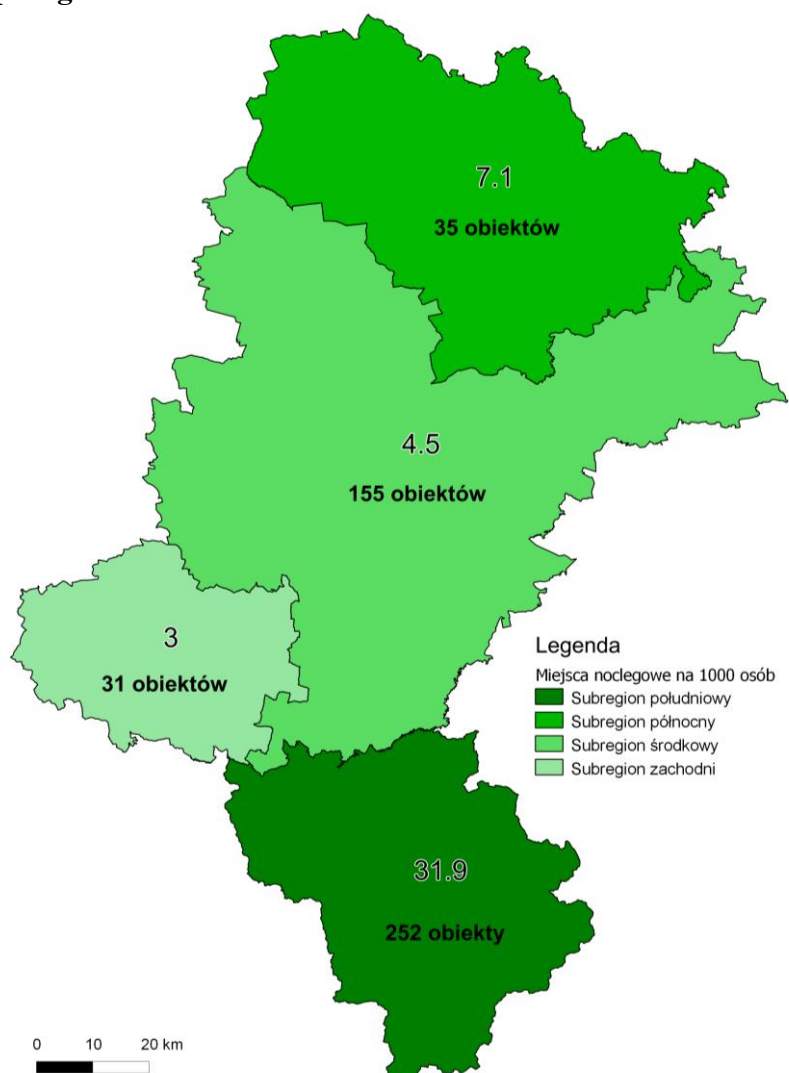 7.1
35 obiektów
4.5
155 obiektów
3
31 obiektów
Legenda
Miejsca noclegowe na 1000 osób
Subregion południowy
Subregion północny
Subregion środkowy
Subregion zachodni
31.9
252 obiekty
0 10 20 km